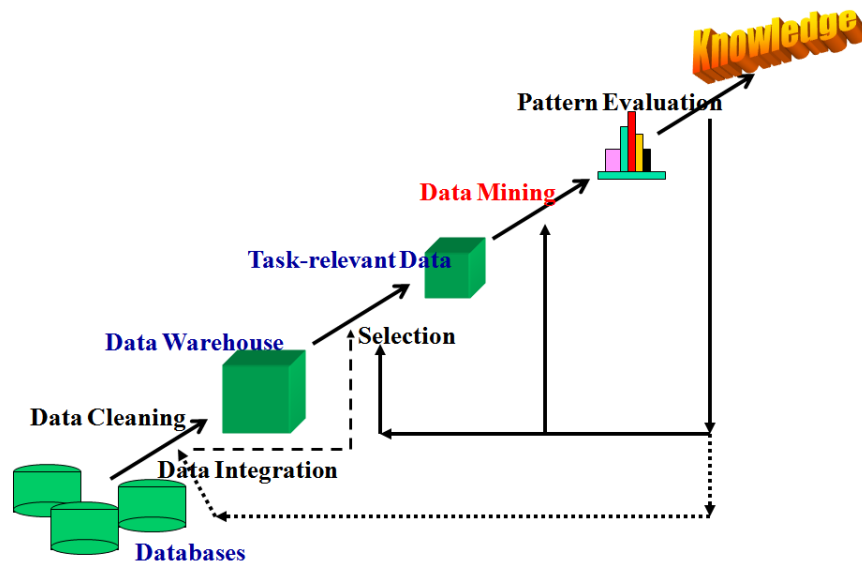 Knowledge
Pattern Evaluation
Data Mining
Task-relevant Data
Selection
Data Warehouse
Data Cleaning
Data Integration
Databases